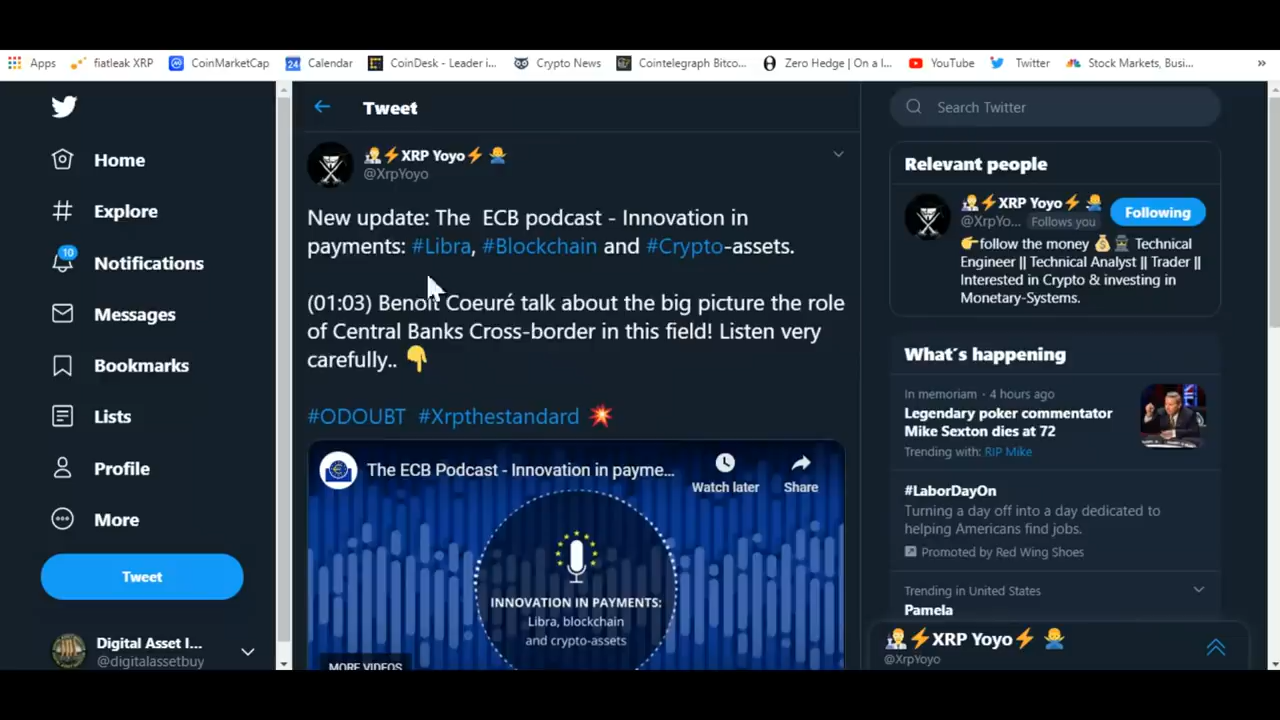 Apps
fiatleak XRP
CoinMarketCap
24
Calendar
CoinDesk - Leader i...
Crypto News
Cointelegraph Bitco...
Zero Hedge | On a l...
YouTube
Twitter
Stock Markets, Busi...
»
Home
Explore
10
Notifications
Messages
Bookmarks
Lists
Profile
More
Tweet
Digital Asset I...
@digitalassetbuy
Tweet
XRP Yoyo
@XrpYoyo
New update: The ECB podcast - Innovation in
payments: #Libra, #Blockchain and #Crypto-assets.
(01:03) Benoît Coeuré talk about the big picture the role
of Central Banks Cross-border in this field! Listen very
carefully..
#ODOUBT #Xrpthestandard
The ECB Podcast - Innovation in payme...
Watch later
Share
INNOVATION IN PAYMENTS:
Libra, blockchain
and crypto-assets
MORE VIDEOS
Search Twitter
Relevant people
XRP Yoyo
@XrpYo... Follows you
Following
follow the money Technical
Engineer || Technical Analyst || Trader ||
Interested in Crypto & investing in
Monetary-Systems.
What's happening
In memoriam · 4 hours ago
Legendary poker commentator
Mike Sexton dies at 72
Trending with: RIP Mike
#LaborDayOn
Turning a day off into a day dedicated to
helping Americans find jobs.
Promoted by Red Wing Shoes
Trending in United States
Pamela
XRP Yoyo
@XrpYoyo